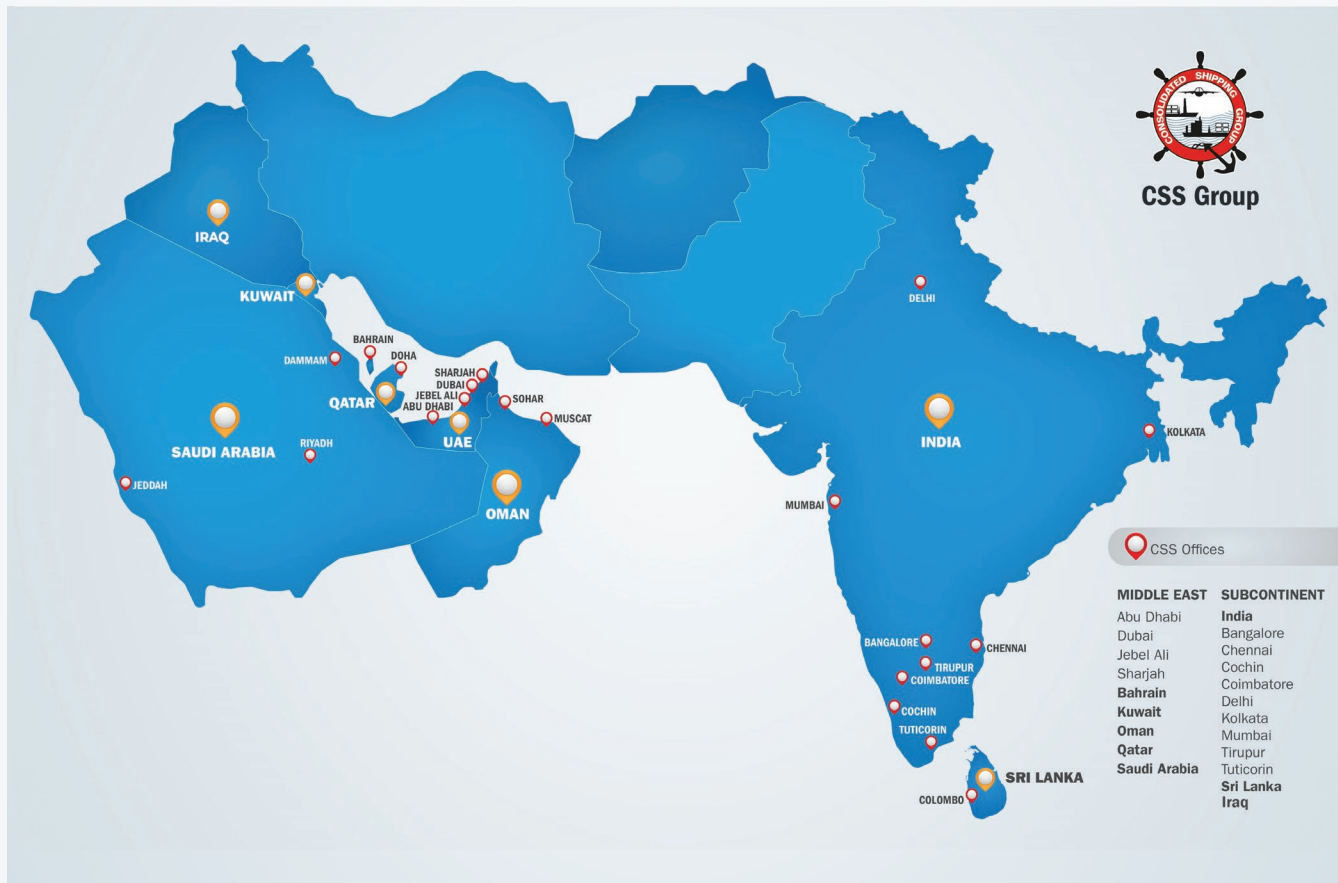 CONSOLIDATED SHIPPING GROUP
CSS Group
IRAQ
KUWAIT
DELHI
BAHRAIN
DOHA
DAMMAM
SHARJAH
DUBAI
JEBEL ALI
ABU DHABI
QATAR
SOHAR
MUSCAT
UAE
SAUDI ARABIA
RIYADH
JEDDAH
OMAN
INDIA
KOLKATA
MUMBAI
BANGALORE
CHENNAI
TIRUPUR
COIMBATORE
COCHIN
TUTICORIN
SRI LANKA
COLOMBO
CSS Offices
MIDDLE EAST
Abu Dhabi
Dubai
Jebel Ali
Sharjah
Bahrain
Kuwait
Oman
Qatar
Saudi Arabia
SUBCONTINENT
India
Bangalore
Chennai
Cochin
Coimbatore
Delhi
Kolkata
Mumbai
Tirupur
Tuticorin
Sri Lanka
Iraq